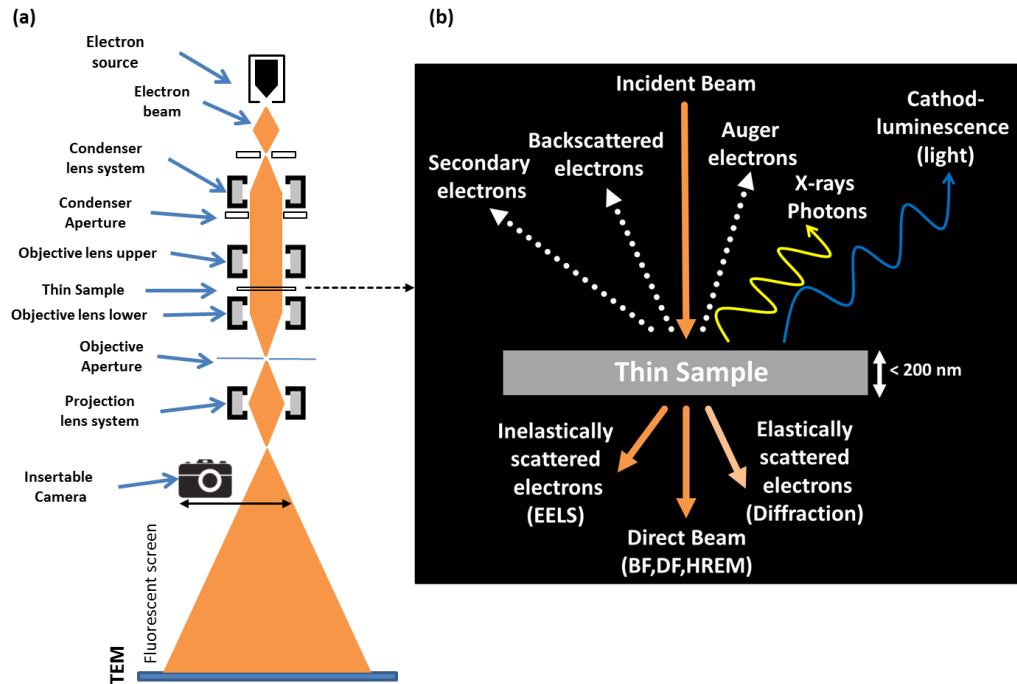 (a)
Electron
source
Electron
beam
Condenser
lens system
Condenser
Aperture
Objective lens upper
Thin Sample
Objective lens lower
Objective
Aperture
Projection
lens system
Insertable
Camera
Fluorescent screen
TEM
(b)
Incident Beam
Secondary
electrons
Backscattered
electrons
Auger
electrons
X-rays
Photons
Cathod-
luminescence
(light)
Thin Sample
< 200 nm
Inelastically
scattered
electrons
(EELS)
Direct Beam
(BF,DF,HREM)
Elastically
scattered
electrons
(Diffraction)